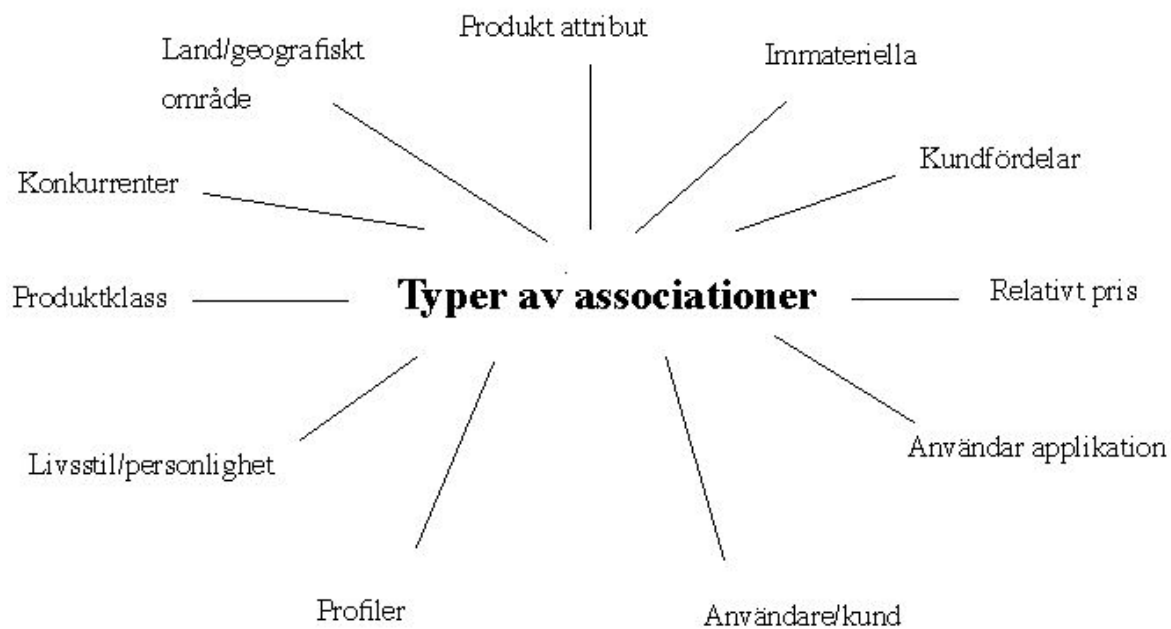 Produkt attribut
Land/geografiskt
område
Immateriella
Kundfördelar
Konkurrenter
Typer av associationer
Produktklass
Relativt pris
Livsstil/personlighet
Användar applikation
Profiler
Användare/kund